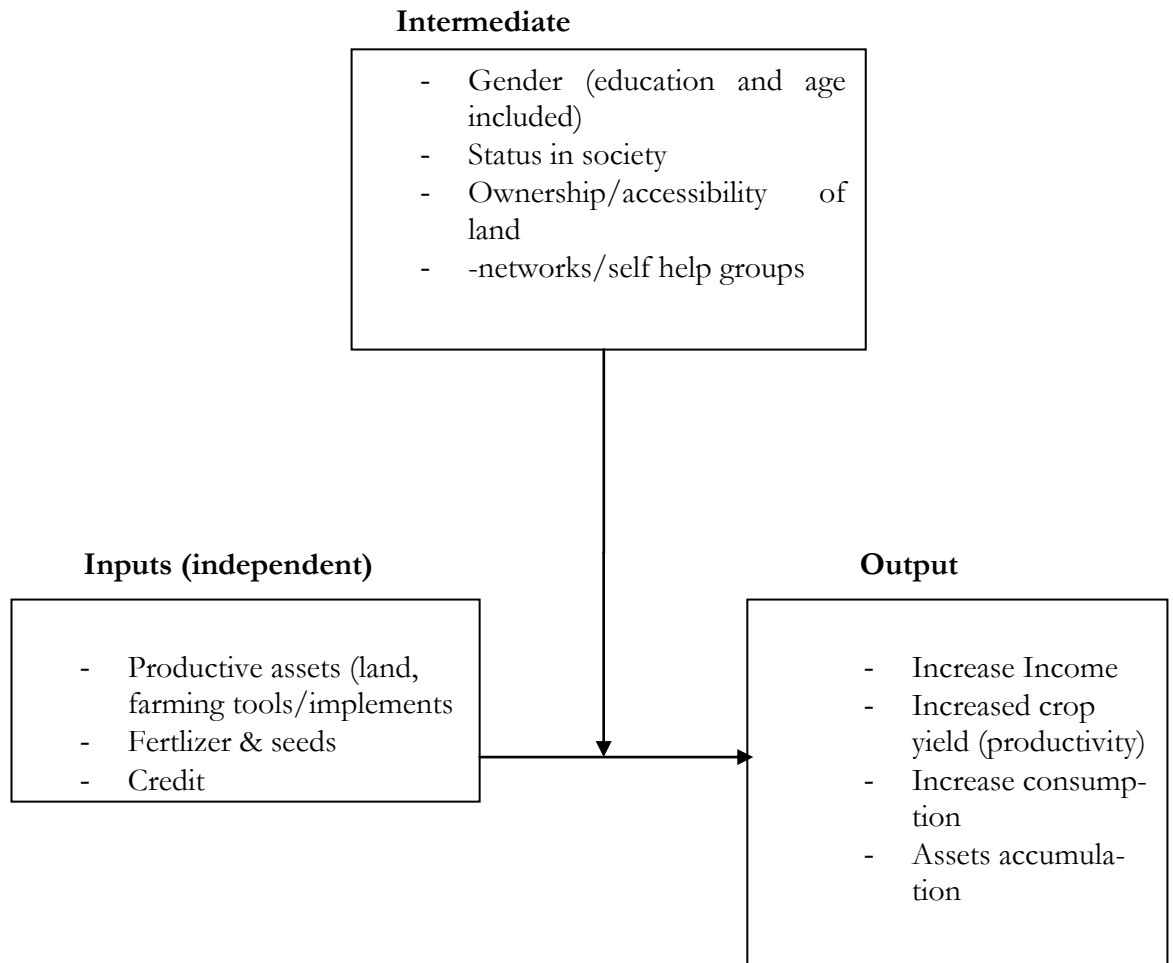 Intermediate
- Gender (education and age
included)
- Status in society
- Ownership/accessibility of
land
- -networks/self help groups
Inputs (independent)
- Productive assets (land,
farming tools/implements
- Fertlizer & seeds
- Credit
Output
- Increase Income
- Increased crop
yield (productivity)
- Increase consump-
tion
- Assets accumula-
tion